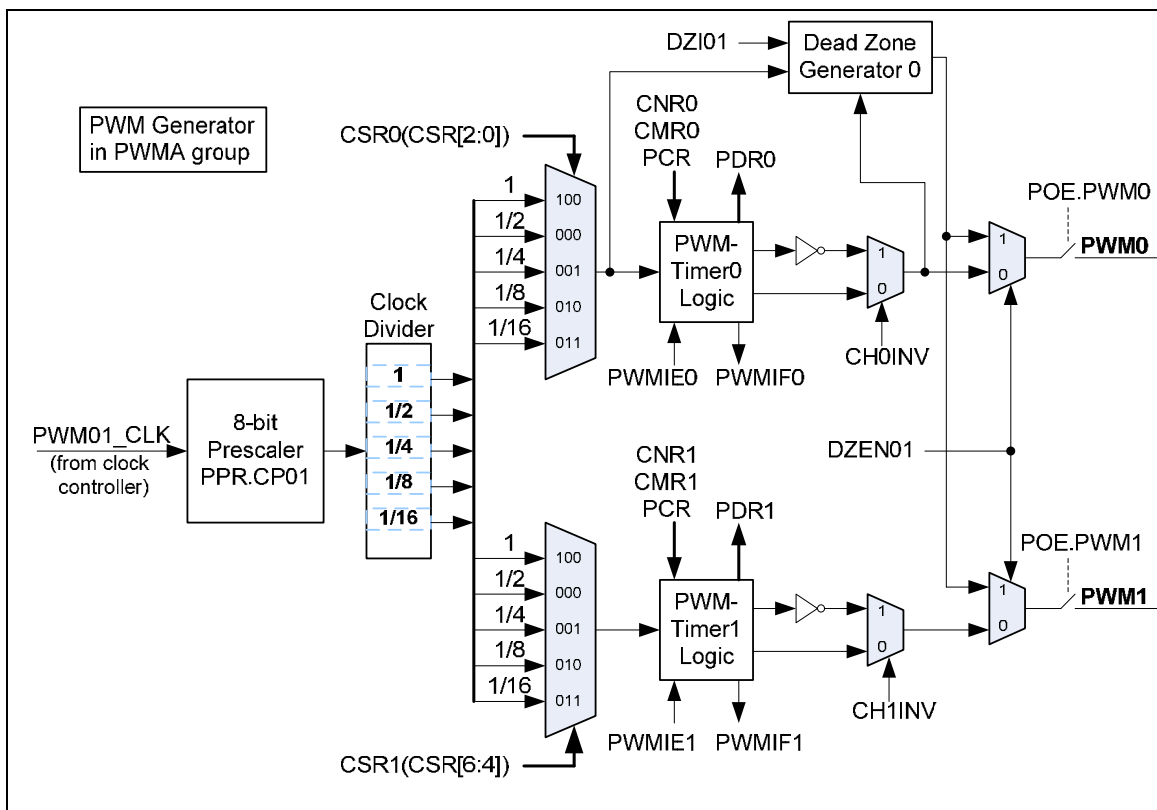 PWM Generator
in PWMA group
DZI01
Dead Zone
Generator 0
CSR0(CSR[2:0])
CNR0
CMR0
PCR
PDR0
1
1/2
1/4
1/8
1/16
100
000
001
010
011
PWM-
Timer0
Logic
1
0
CH0INV
PWMIE0
PWMIF0
1
0
POE.PWM0
PWM0
Clock
Divider
1
1/2
1/4
1/8
1/16
PWM01_CLK
(from clock
controller)
8-bit
Prescaler
PPR.CP01
DZEN01
CNR1
CMR1
PCR
PDR1
1
1/2
1/4
1/8
1/16
100
000
001
010
011
PWM-
Timer1
Logic
1
0
CH1INV
PWMIE1
PWMIF1
1
0
POE.PWM1
PWM1
CSR1(CSR[6:4])